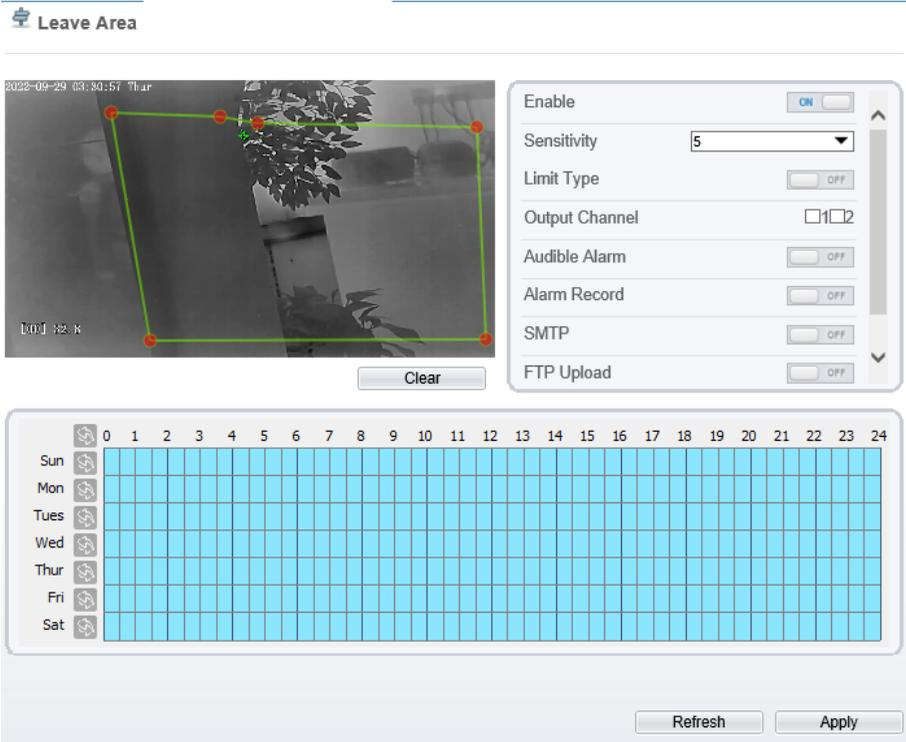 Leave Area
2022-09-29 03:30:57 Thur
Enable ON
Sensitivity 5
Limit Type OFF
Output Channel 1 2
Audible Alarm OFF
Alarm Record OFF
SMTP OFF
FTP Upload OFF
32.
Clear
0 1 2 3 4 5 6 7 8 9 10 11 12 13 14 15 16 17 18 19 20 21 22 23 24
Sun
Mon
Tues
Wed
Thur
Fri
Sat
Refresh Apply